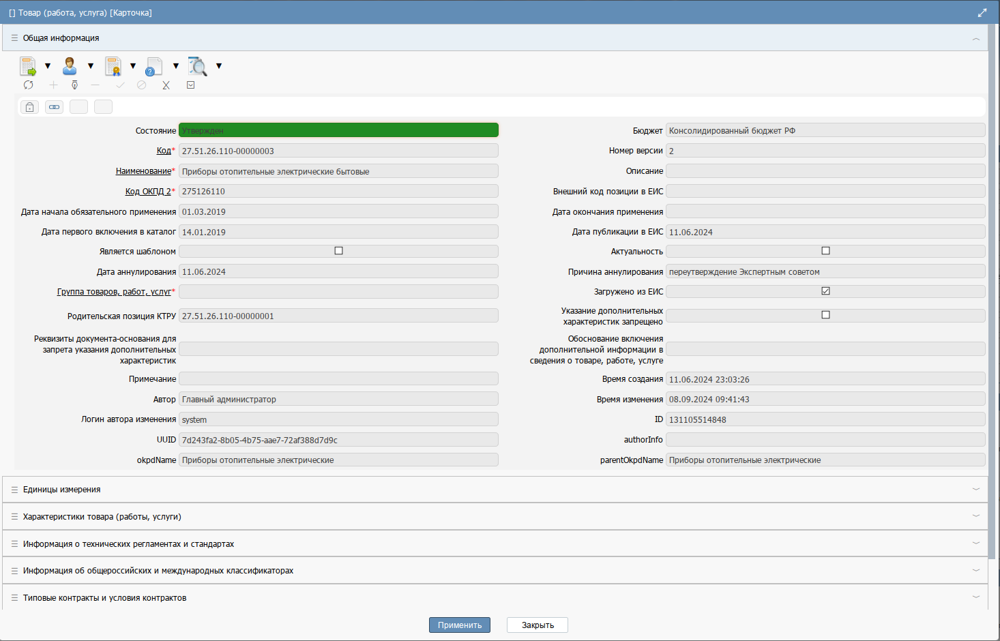 [] Товар (работа, услуга) [Карточка]
Общая информация
Состояние Утвержден Бюджет Консолидированный бюджет РФ
Код* 27.51.26.110-00000003 Номер версии 2
Наименование* Приборы отопительные электрические бытовые Описание
Код ОКПД 2* 275126110 Внешний код позиции в ЕИС
Дата начала обязательного применения 01.03.2019 Дата окончания применения
Дата первого включения в каталог 14.01.2019 Дата публикации в ЕИС 11.06.2024
Является шаблоном Актуальность
Дата аннулирования 11.06.2024 Причина аннулирования переутверждение Экспертным советом
Группа товаров, работ, услуг* Загружено из ЕИС
Родительская позиция КТРУ 27.51.26.110-00000001 Указание дополнительных
характеристик запрещено
Реквизиты документа-основания для
запрета указания дополнительных
характеристик
Обоснование включения
дополнительной информации в
сведения о товаре, работе, услуге
Примечание Время создания 11.06.2024 23:03:26
Автор Главный администратор Время изменения 08.09.2024 09:41:43
Логин автора изменения system ID 131105514848
UUID 7d243fa2-8b05-4b75-aae7-72af388d7d9c authorInfo
okpdName Приборы отопительные электрические parentOkpdName Приборы отопительные электрические
Единицы измерения
Характеристики товара (работы, услуги)
Информация о технических регламентах и стандартах
Информация об общероссийских и международных классификаторах
Типовые контракты и условия контрактов
Применить Закрыть